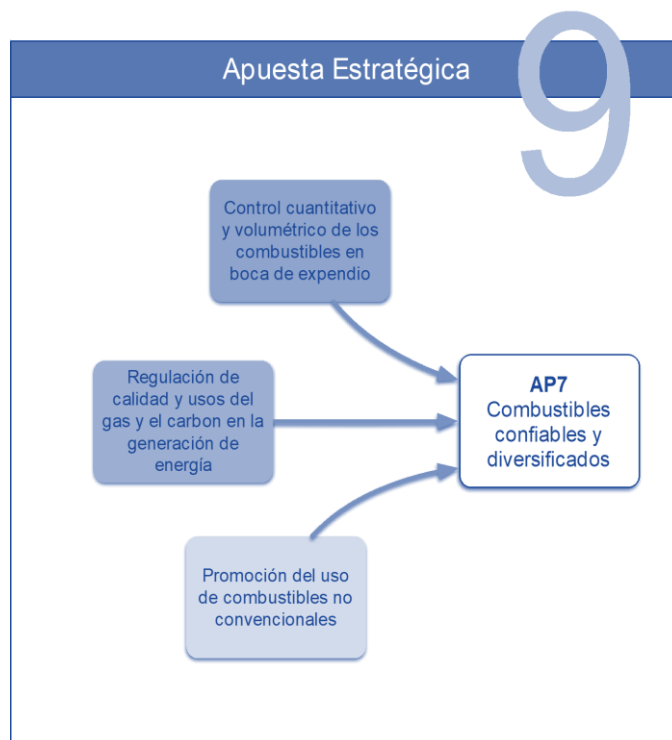 Apuesta Estratégica
9
Control cuantitativo
y volumétrico de los
combustibles en
boca de expendio
Regulación de
calidad y usos del
gas y el carbon en la
generación de
energía
AP7
Combustibles
confiables y
diversificados
Promoción del uso
de combustibles no
convencionales